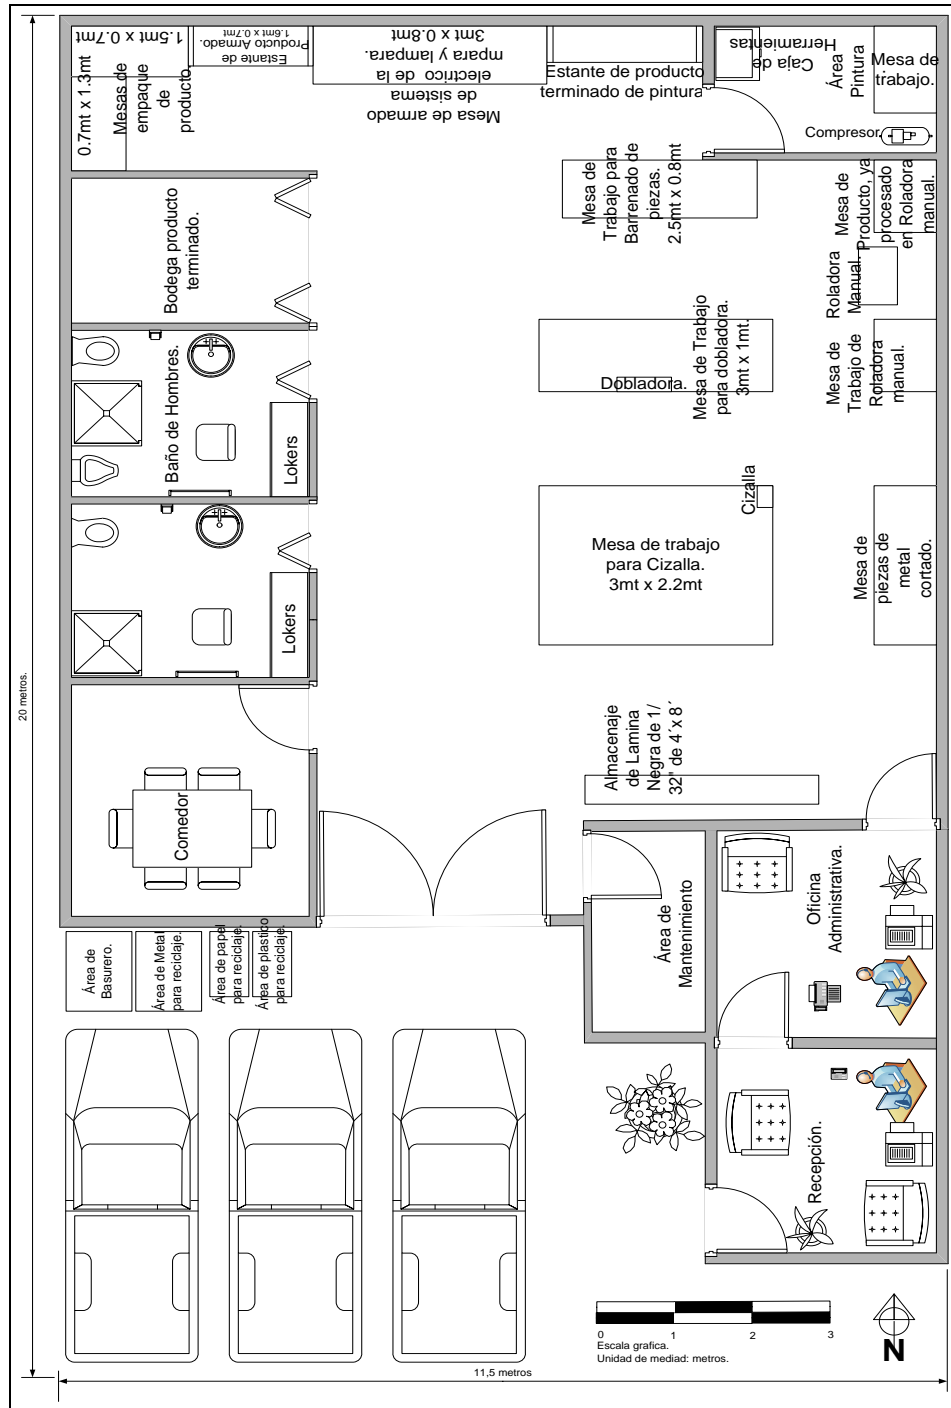 1.5mt x 0.7mt
Mesas de
empaque
de
producto.
0.7mt x 1.3mt
Estante de
Producto Armado.
1.6mt x 0.7mt
Mesa de armado
de sistema
electrico de la
mpara y lampara.
3mt x 0.8mt
Estante de producto
terminado de pintura
Caja de
Herramientas
Área
Pintura
Mesa de
trabajo.
Compresor.
Mesa de
Trabajo para
Barrenado de
piezas.
2.5mt x 0.8mt
Mesa de
Producto, ya
procesado
en Roladora
manual.
Bodega producto
terminado.
Roladora
Manual.
Baño de Hombres.
Lokers
Dobladora.
Mesa de Trabajo
para dobladora.
3mt x 1mt.
Mesa de
Trabajo de
Roladora
manual.
Lokers
Cizalla
Mesa de trabajo
para Cizalla.
3mt x 2.2mt
Mesa de
piezas de
metal
cortado.
20 metros.
Comedor
Almacenaje
de Lamina
Negra de 1/
32" de 4´x 8´
Área de
Mantenimiento
Oficina
Administrativa.
Área de
Basurero.
Área de Metal
para reciclaje.
Área de papel
para reciclaje.
Área de plastico
para reciclaje.
Recepción.
0 1 2 3
Escala grafica.
Unidad de mediad: metros.
N
11,5 metros